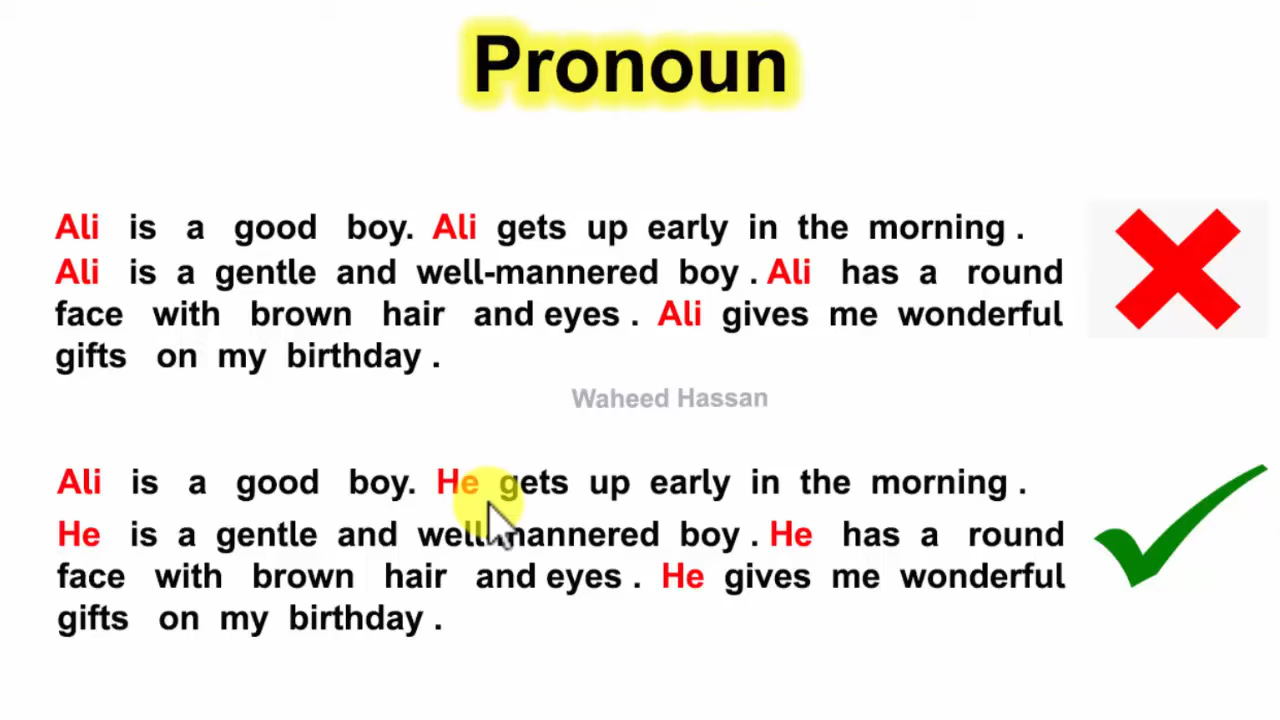 Pronoun
Ali is a good boy. Ali gets up early in the morning .
Ali is a gentle and well-mannered boy . Ali has a round
face with brown hair and eyes . Ali gives me wonderful
gifts on my birthday .
Waheed Hassan
Ali is a good boy. He gets up early in the morning .
He is a gentle and well-mannered boy . He has a round
face with brown hair and eyes . He gives me wonderful
gifts on my birthday .